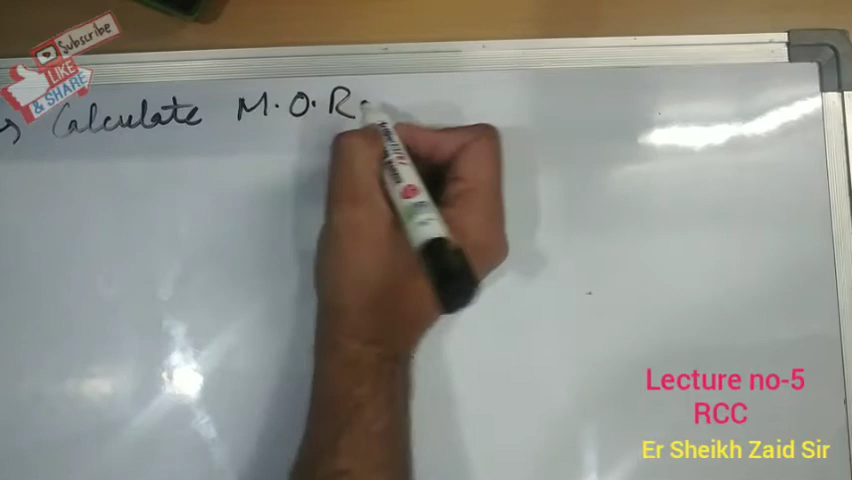 Subscribe
LIKE
& SHARE
→ Calculate M.O.R.
Lecture no-5
RCC
Er Sheikh Zaid Sir